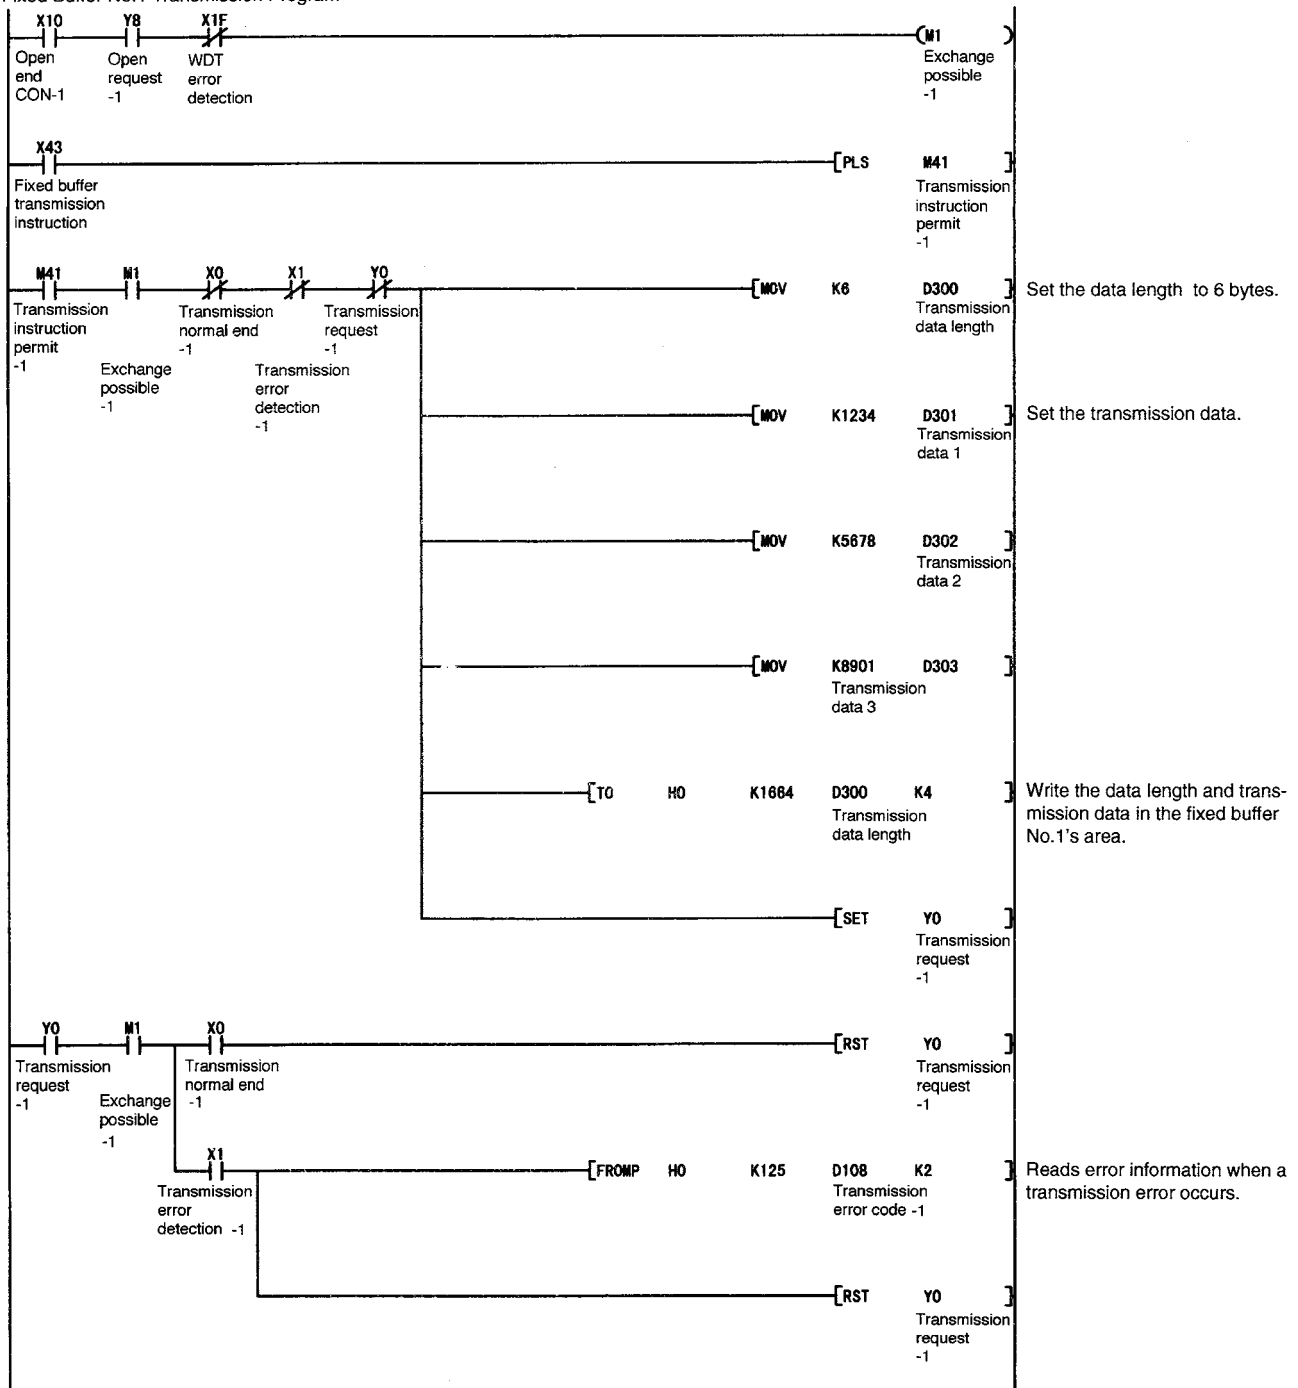 Fixed Buffer No.1 Transmission Program
X10 Y8 X1F
(M1 )
Open end CON-1
Open request -1
WDT error detection
Exchange possible -1
X43
[PLS M41 ]
Fixed buffer transmission instruction
Transmission instruction permit -1
M41 M1 X0 X1 Y0
[MOV K6 D300 ]
Set the data length to 6 bytes.
Transmission instruction permit -1
Exchange possible -1
Transmission normal end -1
Transmission error detection -1
Transmission request -1
Transmission data length
[MOV K1234 D301 ]
Set the transmission data.
Transmission data 1
[MOV K5678 D302 ]
Transmission data 2
[MOV K8901 D303 ]
Transmission data 3
[TO H0 K1664 D300 K4 ]
Transmission data length
Write the data length and trans-
mission data in the fixed buffer
No.1's area.
[SET Y0 ]
Transmission request -1
Y0 M1 X0
[RST Y0 ]
Transmission request -1
Exchange possible -1
Transmission normal end -1
Transmission request -1
X1
[FROMP H0 K125 D108 K2 ]
Transmission error detection -1
Transmission error code -1
Reads error information when a
transmission error occurs.
[RST Y0 ]
Transmission request -1